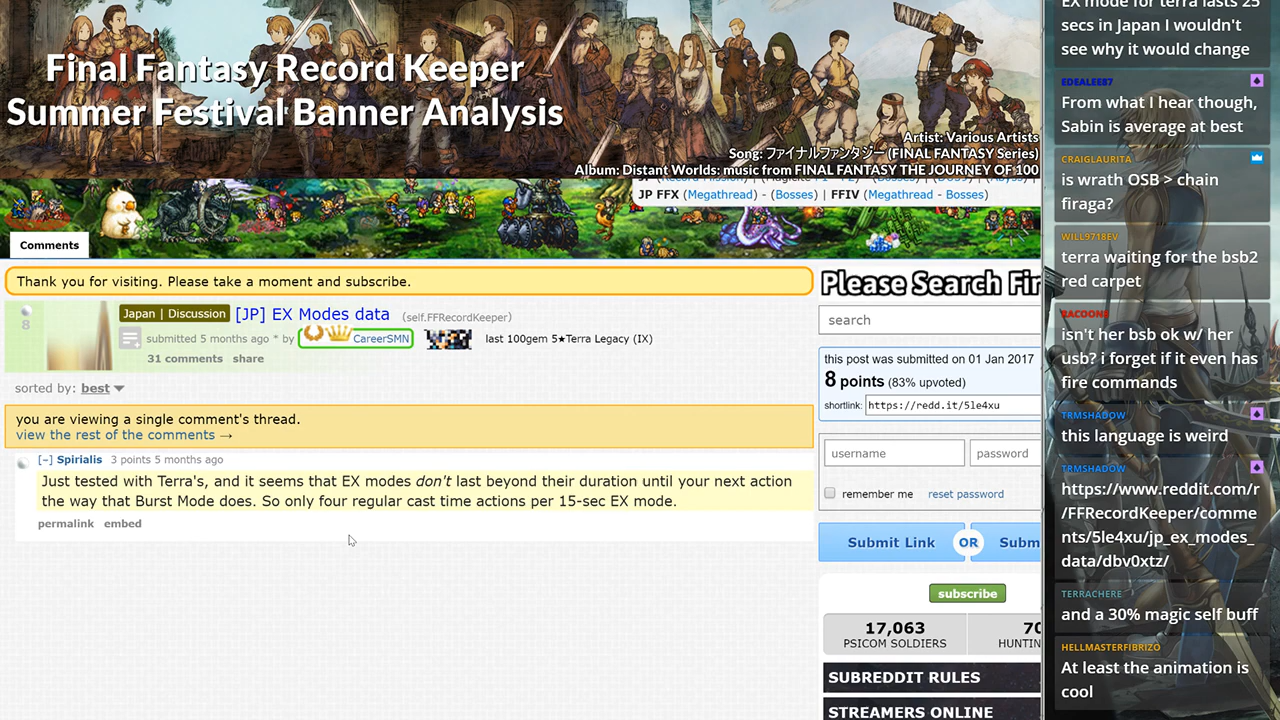 Final Fantasy Record Keeper
Summer Festival Banner Analysis
Artist: Various Artists
Song: ファイナルファンタジー (FINAL FANTASY Series)
Album: Distant Worlds: music from FINAL FANTASY THE JOURNEY OF 100
JP FFX (Megathread) - (Bosses) | FFIV (Megathread - Bosses)
Comments
Thank you for visiting. Please take a moment and subscribe.
8
Japan | Discussion [JP] EX Modes data (self.FFRecordKeeper)
submitted 5 months ago * by CareerSMN last 100gem 5★Terra Legacy (IX)
31 comments share
sorted by: best
you are viewing a single comment's thread.
view the rest of the comments →
[–] Spirialis 3 points 5 months ago
Just tested with Terra's, and it seems that EX modes don't last beyond their duration until your next action
the way that Burst Mode does. So only four regular cast time actions per 15-sec EX mode.
permalink embed
Please Search Fir
search
this post was submitted on 01 Jan 2017
8 points (83% upvoted)
shortlink: https://redd.it/5le4xu
username password
remember me reset password
Submit Link OR Subm
subscribe
17,063 70
PSICOM SOLDIERS HUNTIN
SUBREDDIT RULES
STREAMERS ONLINE
EX mode for terra lasts 25
secs in Japan I wouldn't
see why it would change
EDEALEE87
From what I hear though,
Sabin is average at best
CRAIGLAURITA
is wrath OSB > chain
firaga?
WILL9718EV
terra waiting for the bsb2
red carpet
RACOON8
isn't her bsb ok w/ her
usb? i forget if it even has
fire commands
TRMSHADOW
this language is weird
TRMSHADOW
https://www.reddit.com/r
/FFRecordKeeper/comme
nts/5le4xu/jp_ex_modes_
data/dbv0xtz/
TERRACHERE
and a 30% magic self buff
HELLMASTERFIBRIZO
At least the animation is
cool